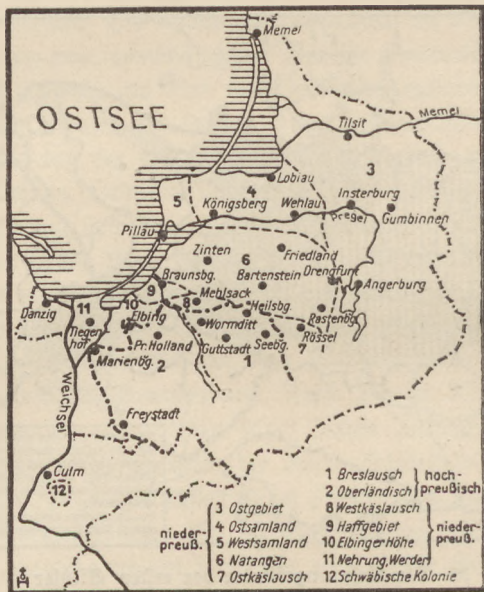 Memel
OSTSEE
Memel
Tilsit
3
Lobiau
4
5
Königsberg
Wehlau
Insterburg
Pregel
Gumbinnen
Pillau
Zinten
6
Friedland
Drengfurt
Braunsbg.
Bartenstein
Angerburg
9
Mehlsack
Danzig
11
10
8
Heilsbg.
Elbing
Rastenbg.
Tiegen
hof
Wormditt
Rössel
Pr. Holland
Guttstadt
Seebg.
7
Marienbg.
2
1
Weichsel
Freystadt
Culm
12
1 Breslausch
2 Oberländisch
hoch-
preußisch
3 Ostgebiet
4 Ostsamland
5 Westsamland
6 Natangen
7 Ostkäslausch
nieder-
preuß.
8 Westkäslausch
9 Haffgebiet
10 Elbinger Höhe
11 Nehrung, Werder
nieder-
preuß.
12 Schwäbische Kolonie